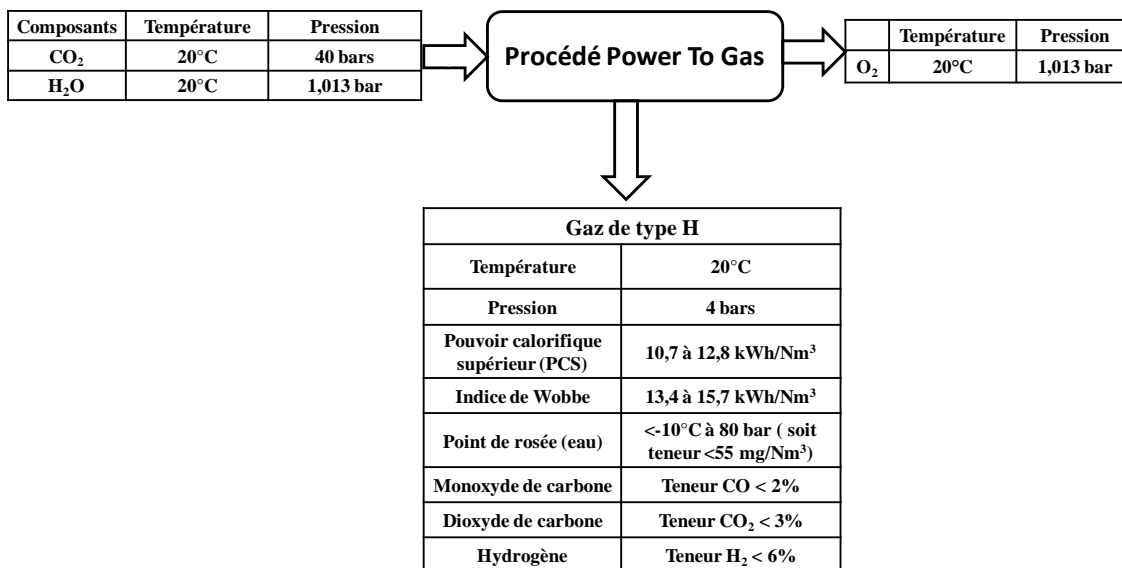 Composants Température Pression
CO₂ 20°C 40 bars
H₂O 20°C 1,013 bar
Procédé Power To Gas
Température Pression
O₂ 20°C 1,013 bar
Gaz de type H
Température 20°C
Pression 4 bars
Pouvoir calorifique
supérieur (PCS) 10,7 à 12,8 kWh/Nm³
Indice de Wobbe 13,4 à 15,7 kWh/Nm³
Point de rosée (eau) <-10°C à 80 bar ( soit
teneur <55 mg/Nm³)
Monoxyde de carbone Teneur CO < 2%
Dioxyde de carbone Teneur CO₂ < 3%
Hydrogène Teneur H₂ < 6%